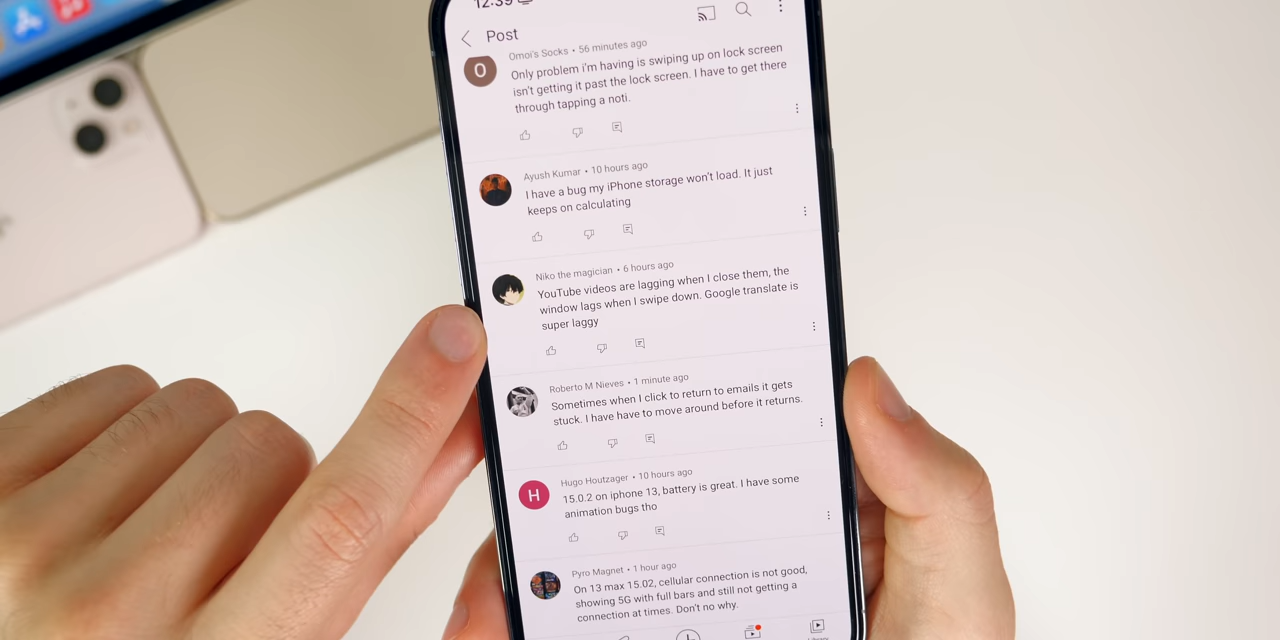 12:39
Post
Omoi's Socks • 56 minutes ago
O
Only problem i'm having is swiping up on lock screen
isn't getting it past the lock screen. I have to get there
through tapping a noti.
Ayush Kumar • 10 hours ago
I have a bug my iPhone storage won't load. It just
keeps on calculating
Niko the magician • 6 hours ago
YouTube videos are lagging when I close them, the
window lags when I swipe down. Google translate is
super laggy
Roberto M Nieves • 1 minute ago
Sometimes when I click to return to emails it gets
stuck. I have have to move around before it returns.
Hugo Houtzager • 10 hours ago
H
15.0.2 on iphone 13, battery is great. I have some
animation bugs tho
Pyro Magnet • 1 hour ago
On 13 max 15.02, cellular connection is not good,
showing 5G with full bars and still not getting a
connection at times. Don't no why.